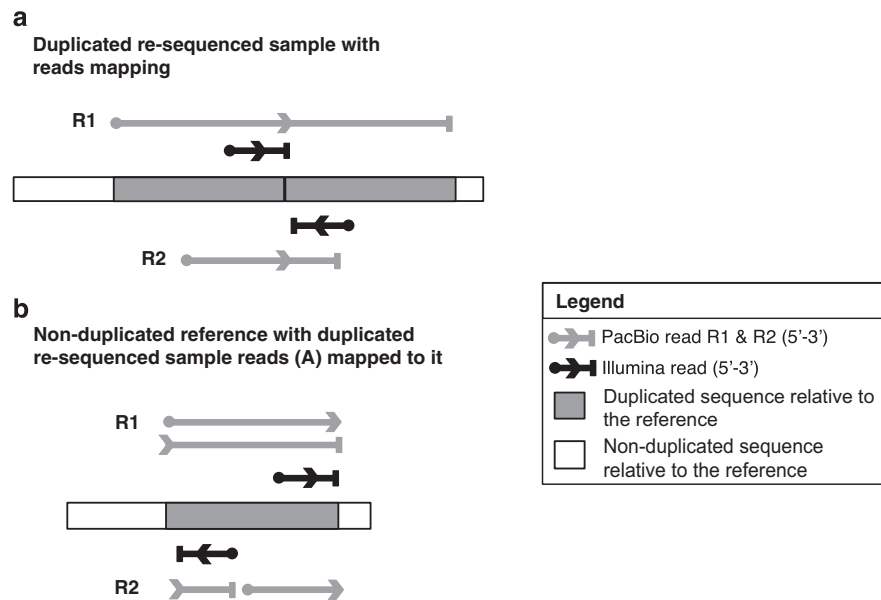 a
Duplicated re-sequenced sample with
reads mapping
R1
R2
b
Non-duplicated reference with duplicated
re-sequenced sample reads (A) mapped to it
R1
R2
Legend
PacBio read R1 & R2 (5'-3')
Illumina read (5'-3')
Duplicated sequence relative to
the reference
Non-duplicated sequence
relative to the reference